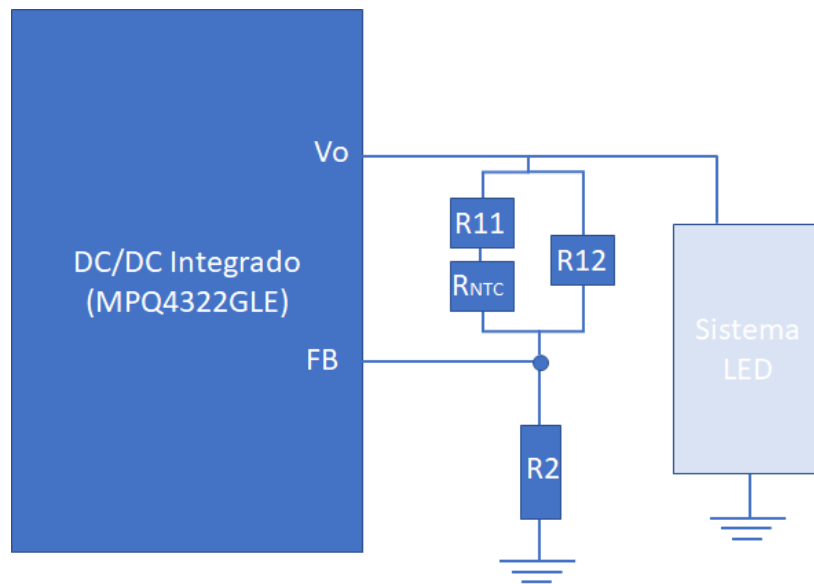 Vo
R11
R12
DC/DC Integrado
(MPQ4322GLE)
RNTC
Sistema
LED
FB
R2